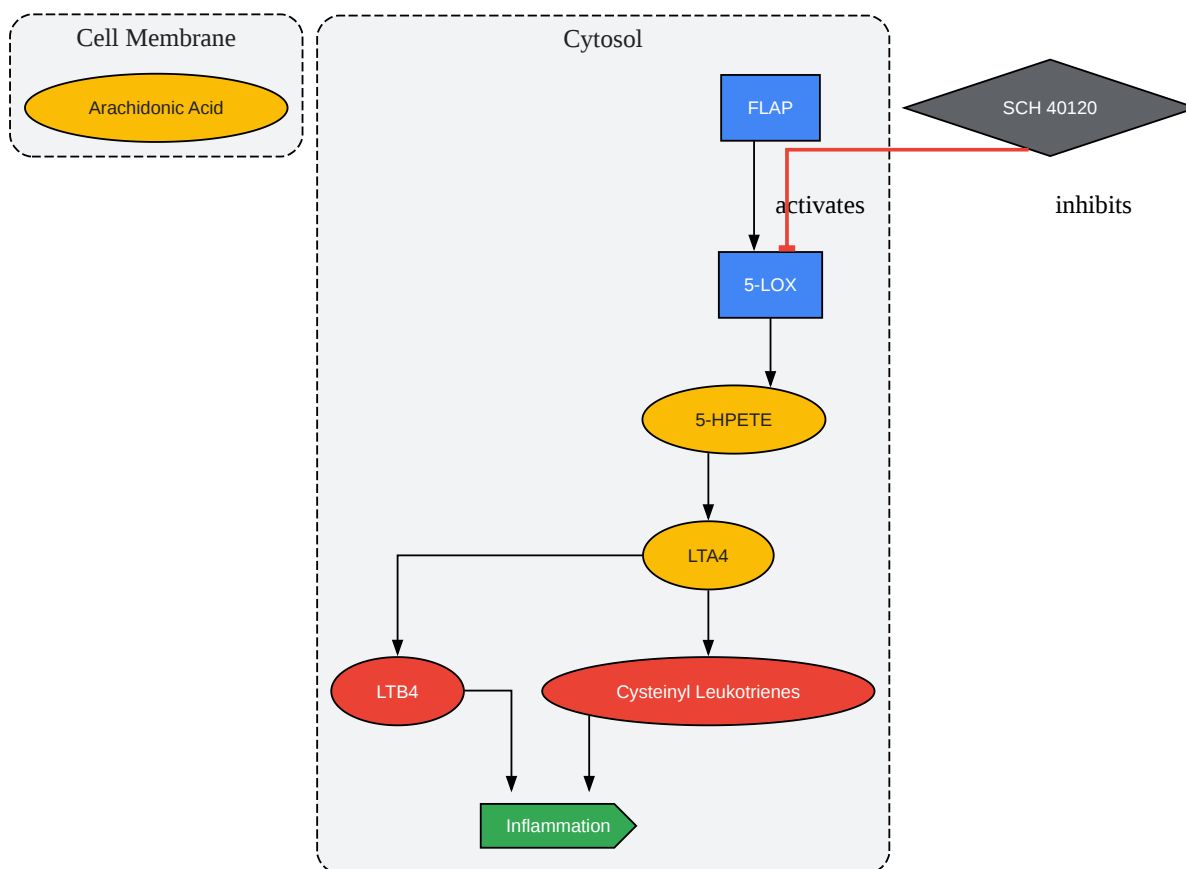 Cell Membrane
Cytosol
Arachidonic Acid
FLAP
SCH 40120
activates
inhibits
5-LOX
5-HPETE
LTA4
LTB4
Cysteinyl Leukotrienes
Inflammation